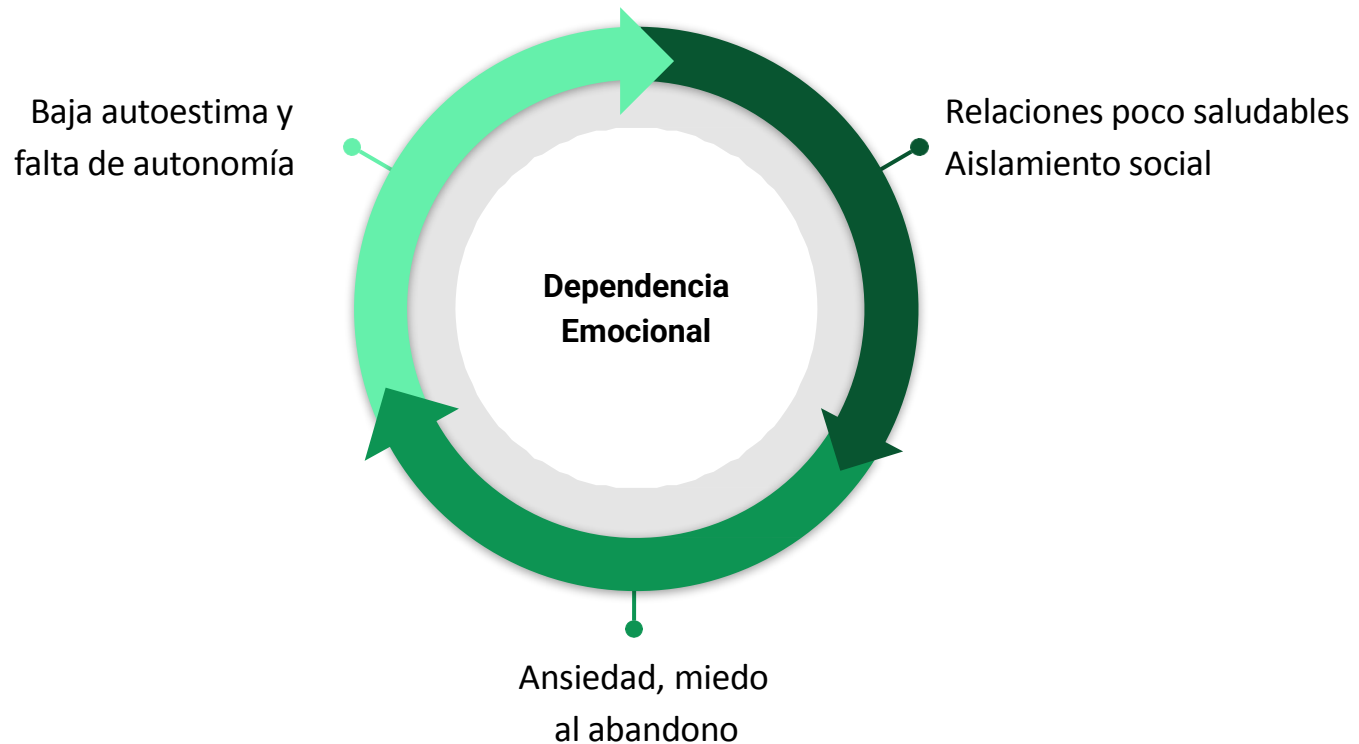 Baja autoestima y
falta de autonomía
Relaciones poco saludables
Aislamiento social
Dependencia
Emocional
Ansiedad, miedo
al abandono